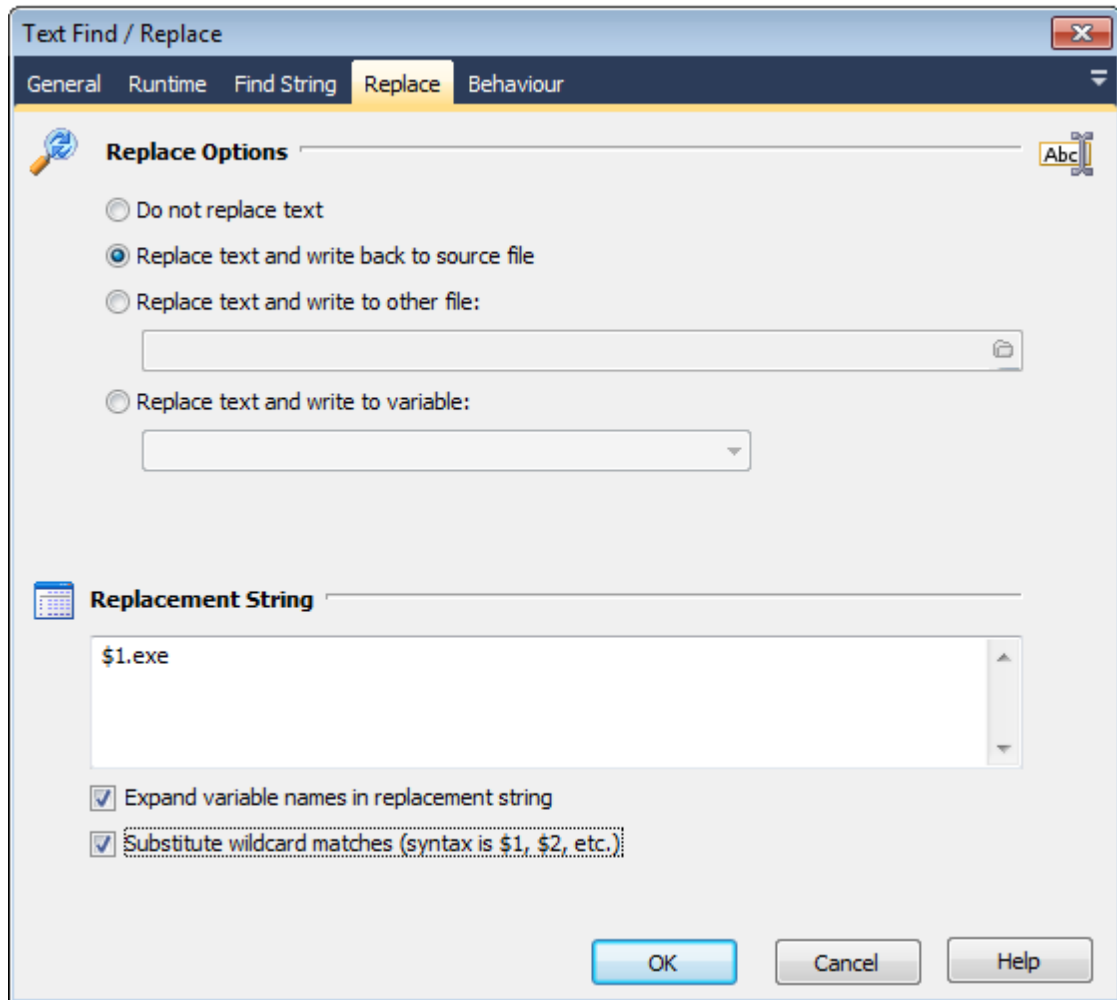 Text Find / Replace
General Runtime Find String Replace Behaviour
Replace Options
Abc
Do not replace text
Replace text and write back to source file
Replace text and write to other file:
Replace text and write to variable:
Replacement String
$1.exe
Expand variable names in replacement string
Substitute wildcard matches (syntax is $1, $2, etc.)
OK Cancel Help